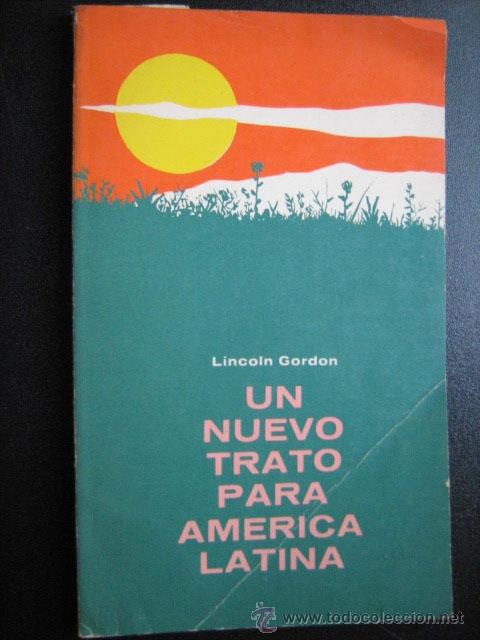 Lincoln Gordon
UN
NUEVO
TRATO
PARA
AMERICA
LATINA
www.todocoleccion.net